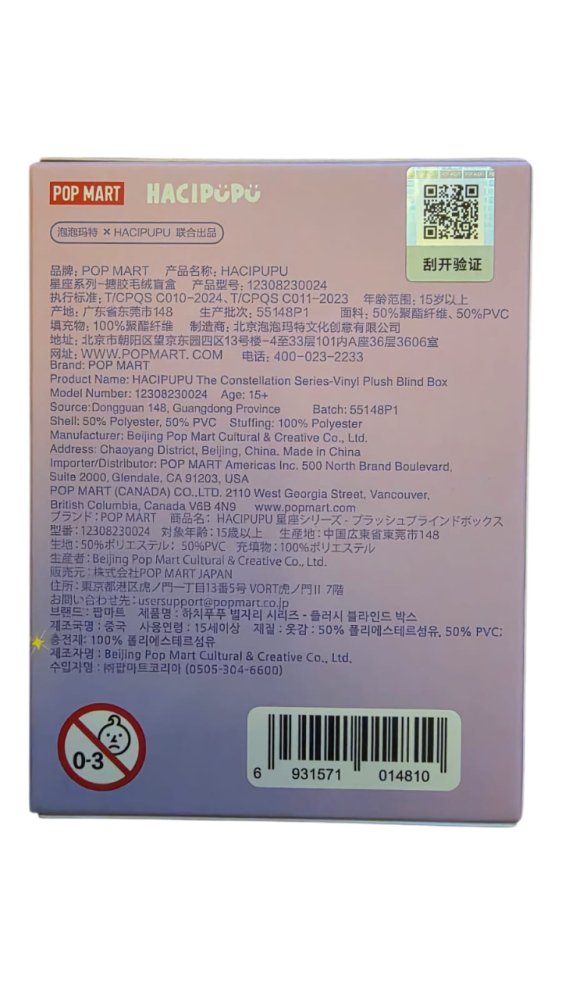 POP MART HACIPUPU
泡泡玛特 × HACIPUPU 联合出品
刮开验证
品牌：POP MART 产品名称：HACIPUPU
星座系列-搪胶毛绒盲盒 产品型号：12308230024
执行标准：T/CPQS C010-2024、T/CPQS C011-2023 年龄范围：15岁以上
产地：广东省东莞市148 生产批次：55148P1 面料：50%聚酯纤维、50%PVC
填充物：100%聚酯纤维 制造商：北京泡泡玛特文化创意有限公司
地址：北京市朝阳区望京东园四区13号楼-4至33层101内A座36层3606室
网址：WWW.POPMART.COM 电话：400-023-2233
Brand: POP MART
Product Name: HACIPUPU The Constellation Series-Vinyl Plush Blind Box
Model Number: 12308230024 Age: 15+
Source:Dongguan 148, Guangdong Province Batch: 55148P1
Shell: 50% Polyester, 50% PVC Stuffing: 100% Polyester
Manufacturer: Beijing Pop Mart Cultural & Creative Co., Ltd.
Address: Chaoyang District, Beijing, China. Made in China
Importer/Distributor: POP MART Americas Inc. 500 North Brand Boulevard,
Suite 2000, Glendale, CA 91203, USA
POP MART (CANADA) CO.,LTD. 2110 West Georgia Street, Vancouver,
British Columbia, Canada V6B 4N9 www.popmart.com
ブランド：POP MART 商品名： HACIPUPU 星座シリーズ - プラッシュブラインドボックス
型番：12308230024 対象年齢：15歳以上 生産地：中国広東省東莞市148
生地：50%ポリエステル；50%PVC 充填物：100%ポリエステル
生産者：Beijing Pop Mart Cultural & Creative Co., Ltd.
販売元：株式会社POP MART JAPAN
住所：東京都港区虎ノ門一丁目13番5号 VORT虎ノ門II 7階
お問い合わせ先：usersupport@popmart.co.jp
브랜드 : 팝마트 제품명 : 하치푸푸 별자리 시리즈 - 플러시 블라인드 박스
제조국명 : 중국 사용연령 : 15세이상 재질 : 옷감 : 50% 폴리에스테르섬유, 50% PVC;
충전재: 100% 폴리에스테르섬유
제조자명 : Beijing Pop Mart Cultural & Creative Co., Ltd.
수입자명 : ㈜팝마트코리아 (0505-304-6600)
0-3
6 931571 014810